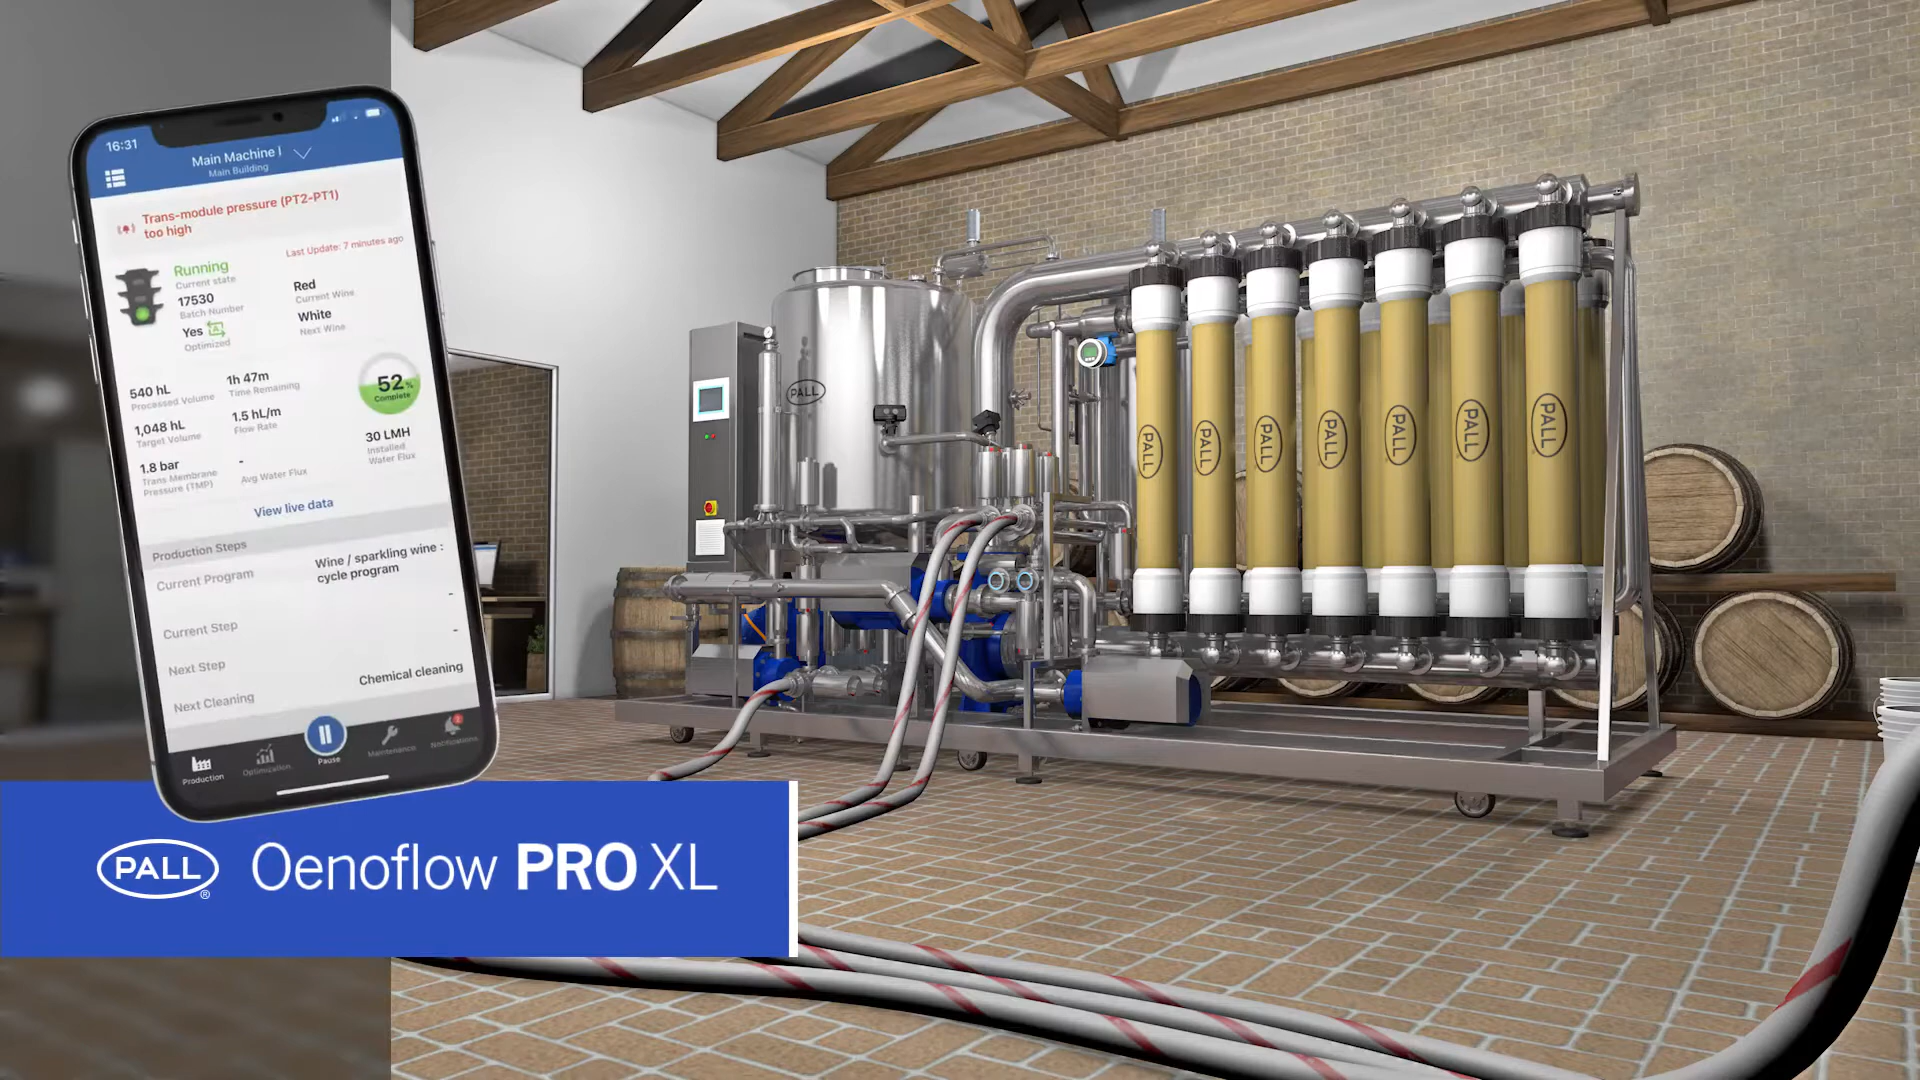 16:31
Main Machine I
Main Building
Trans-module pressure (PT2-PT1)
too high
Last Update: 7 minutes ago
Running
Current state
17530
Batch Number
Yes
Optimized
Red
Current Wine
White
Next Wine
540 hL
Processed Volume
1h 47m
Time Remaining
52%
Complete
1,048 hL
Target Volume
1.5 hL/m
Flow Rate
30 LMH
Installed
Water Flux
1.8 bar
Trans Membrane
Pressure (TMP)
-
Avg Water Flux
View live data
Production Steps
Current Program
Wine / sparkling wine :
cycle program
Current Step
-
Next Step
-
Next Cleaning
Chemical cleaning
Production
Optimization
Pause
Maintenance
Notifications
PALL®
Oenoflow PRO XL
PALL
PALL
PALL
PALL
PALL
PALL
PALL
PALL